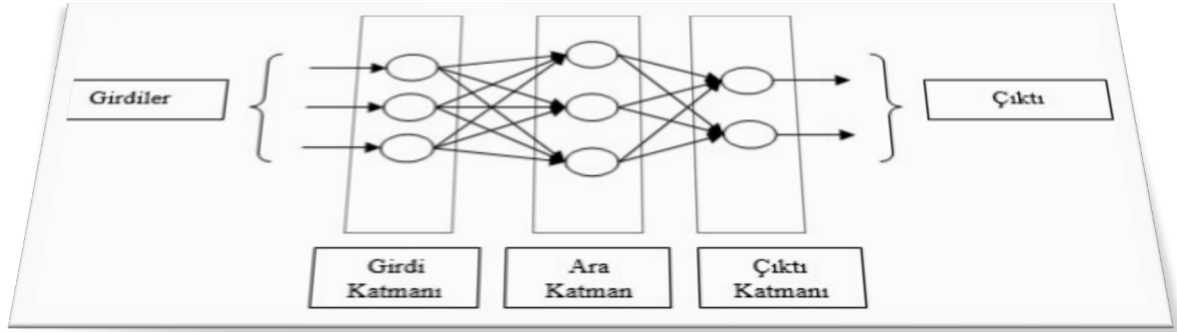 Girdiler
Çıktı
Girdi
Katmanı
Ara
Katman
Çıktı
Katmanı